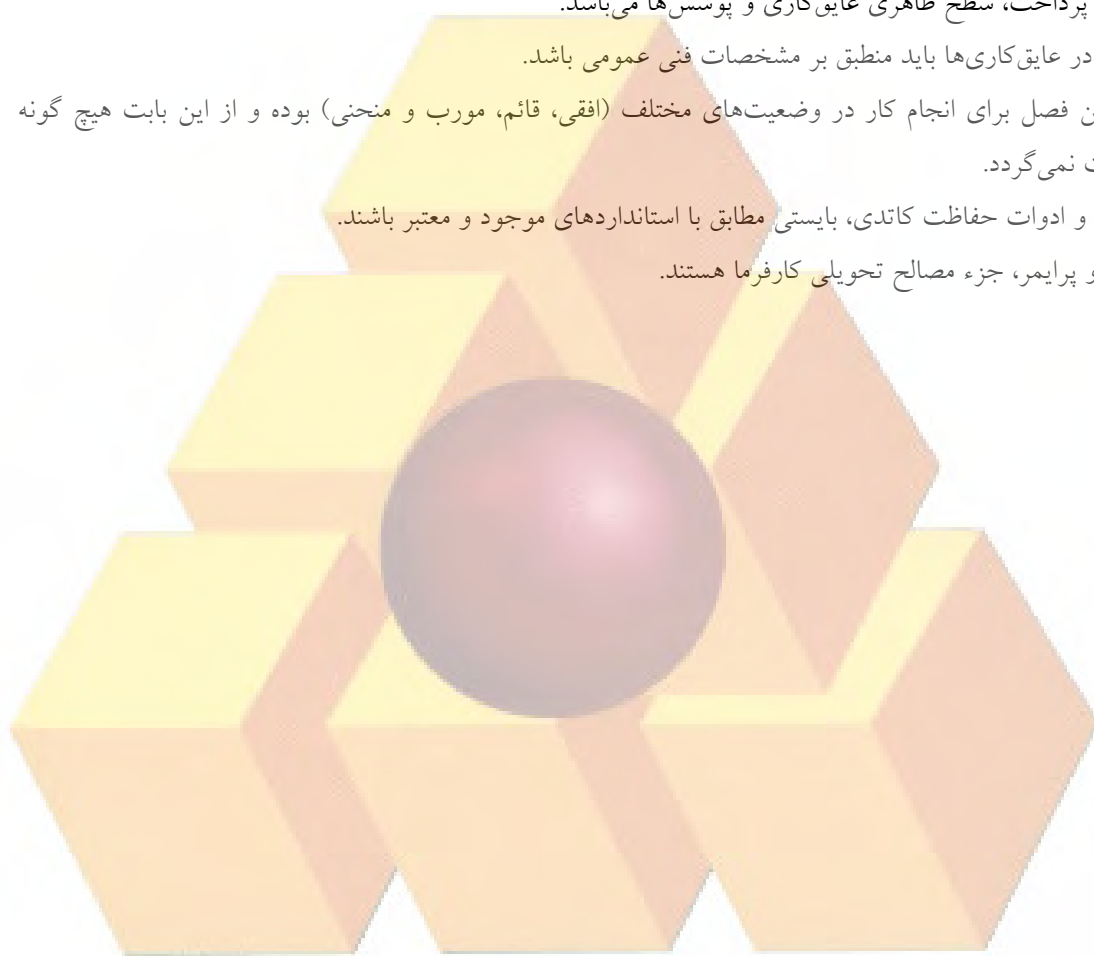 پرداخت، سطح ظاهری عایق‌کاری و پوشش‌ها می‌باشد.
در عایق‌کاری‌ها باید منطبق بر مشخصات فنی عمومی باشد.
ن فصل برای انجام کار در وضعیت‌های مختلف (افقی، قائم، مورب و منحنی) بوده و از این بابت هیچ گونه
ت نمی‌گردد.
و ادوات حفاظت کاتدی، بایستی مطابق با استانداردهای موجود و معتبر باشند.
و پرایمر، جزء مصالح تحویلی کارفرما هستند.